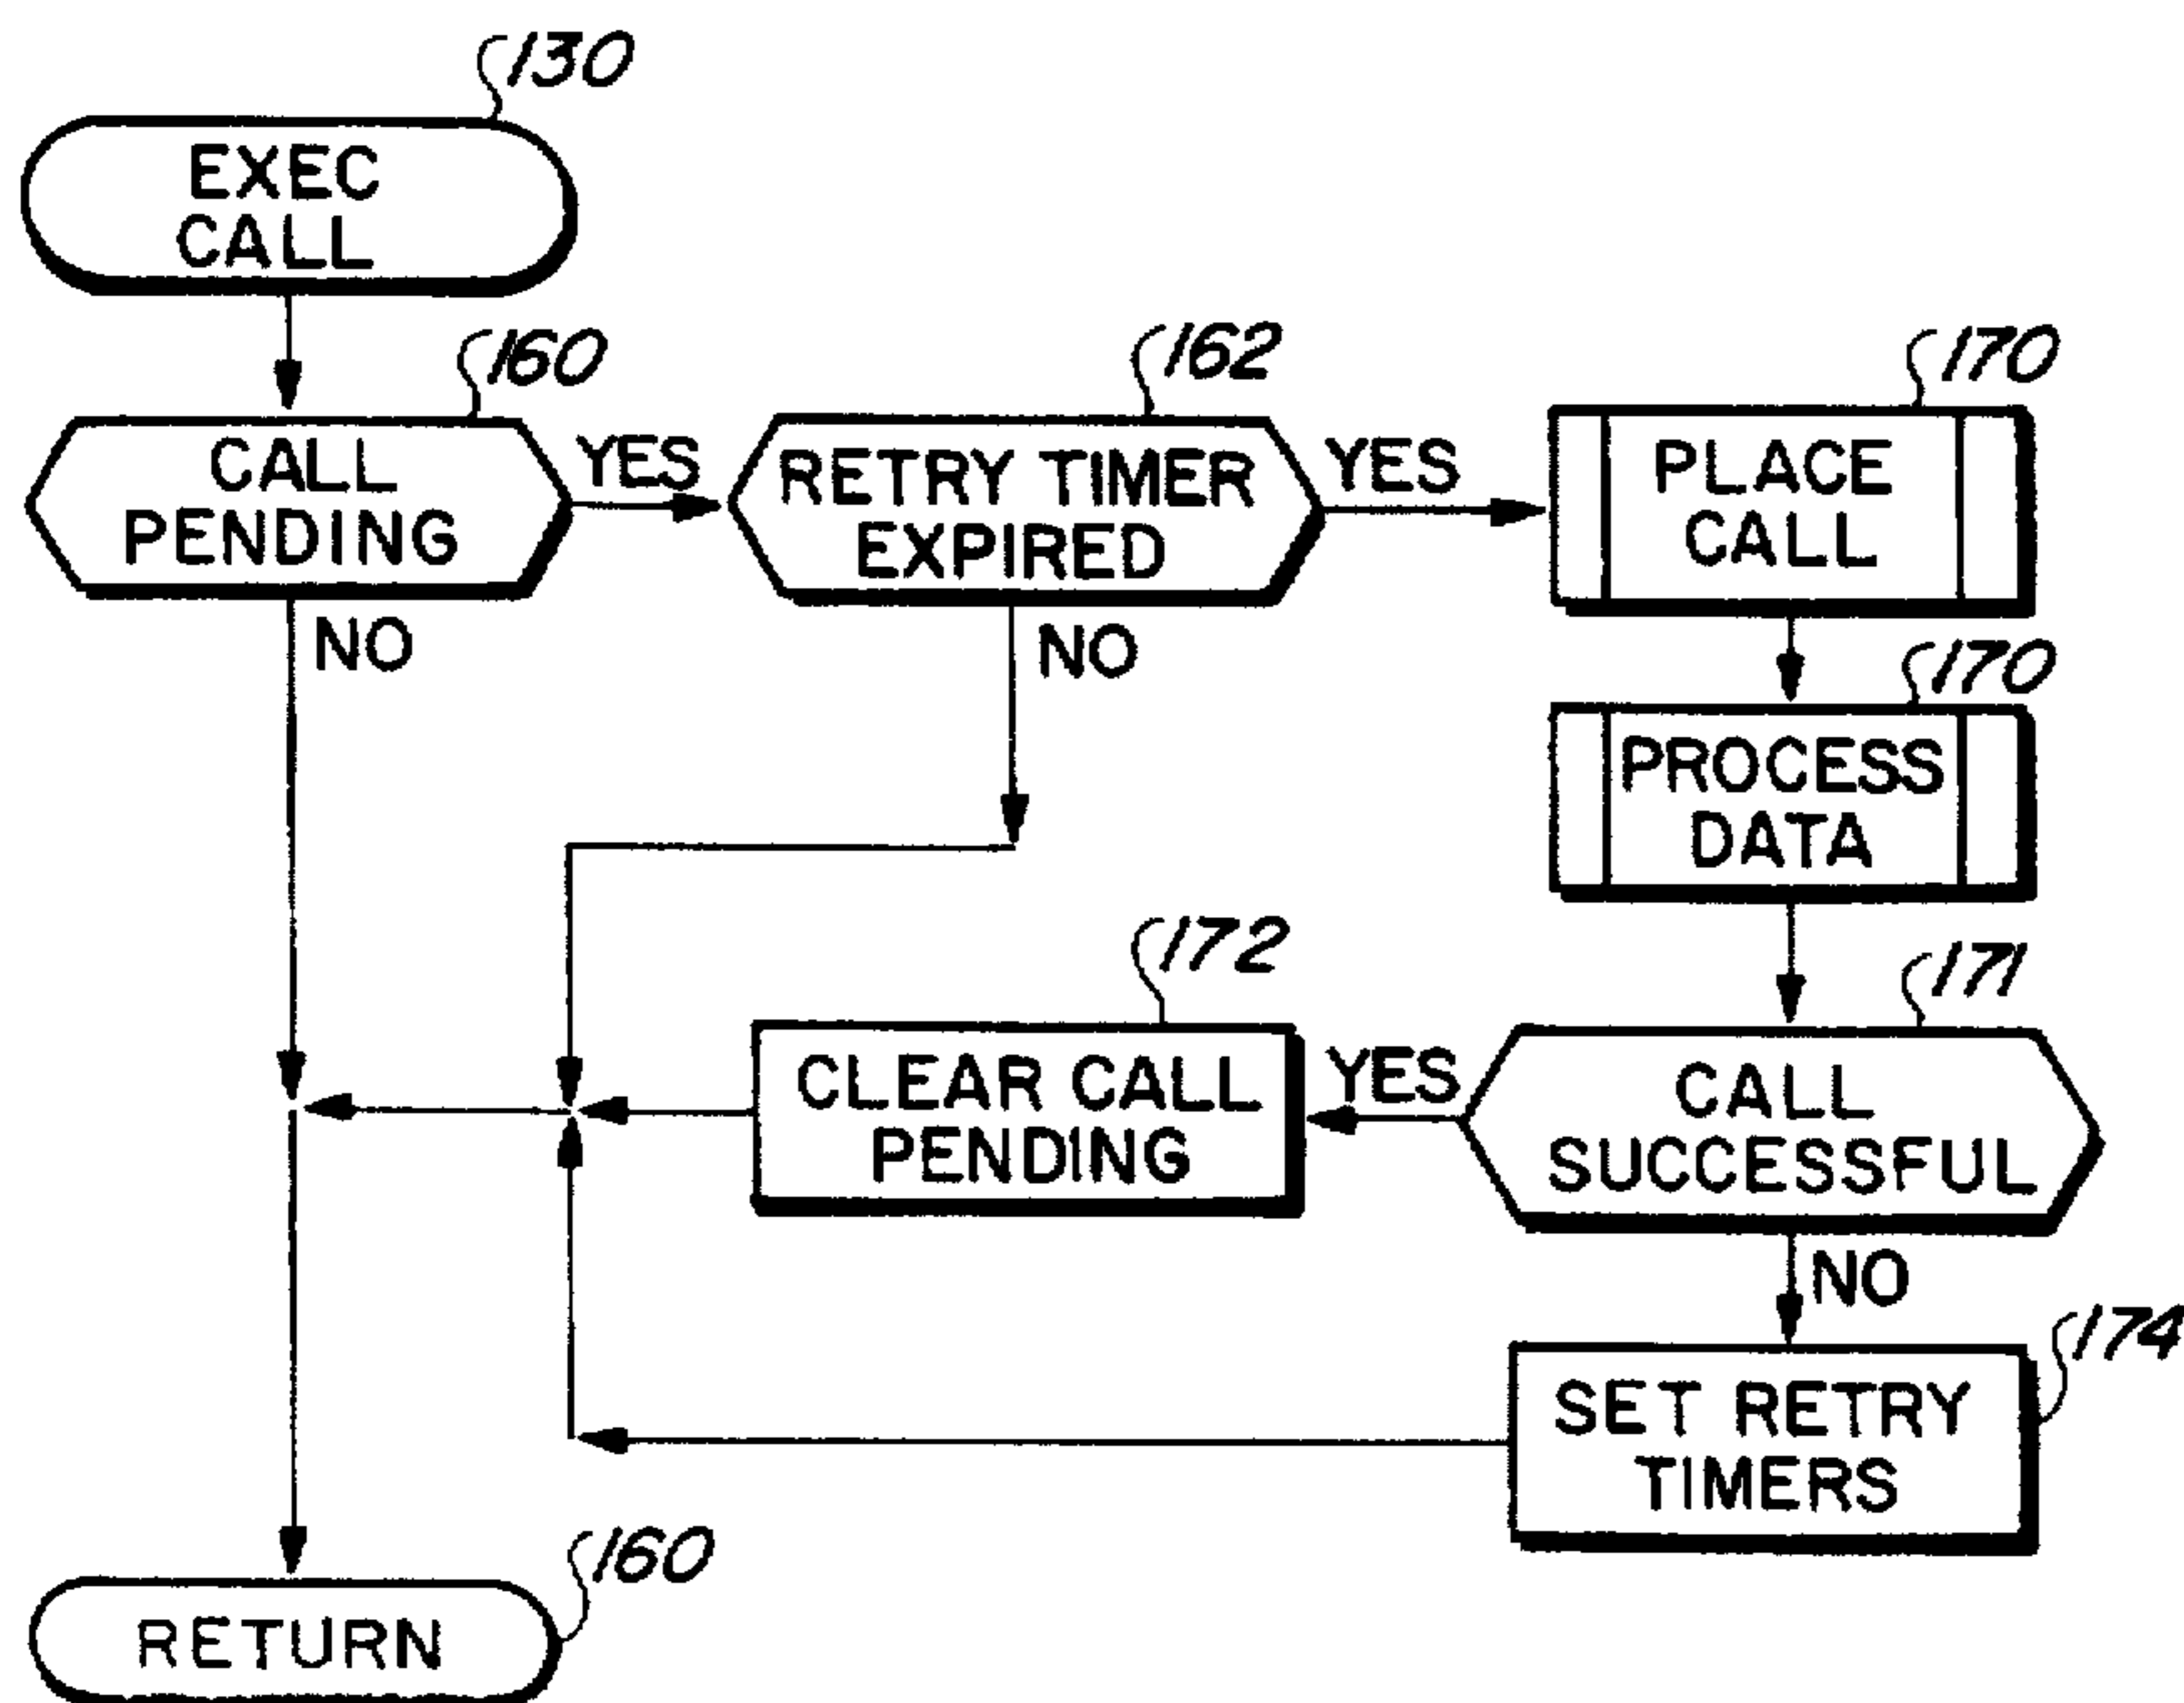 130
EXEC
CALL
160
CALL
PENDING
YES
NO
162
RETRY TIMER
EXPIRED
YES
NO
170
PLACE
CALL
170
PROCESS
DATA
171
CALL
SUCCESSFUL
YES
NO
172
CLEAR CALL
PENDING
174
SET RETRY
TIMERS
160
RETURN